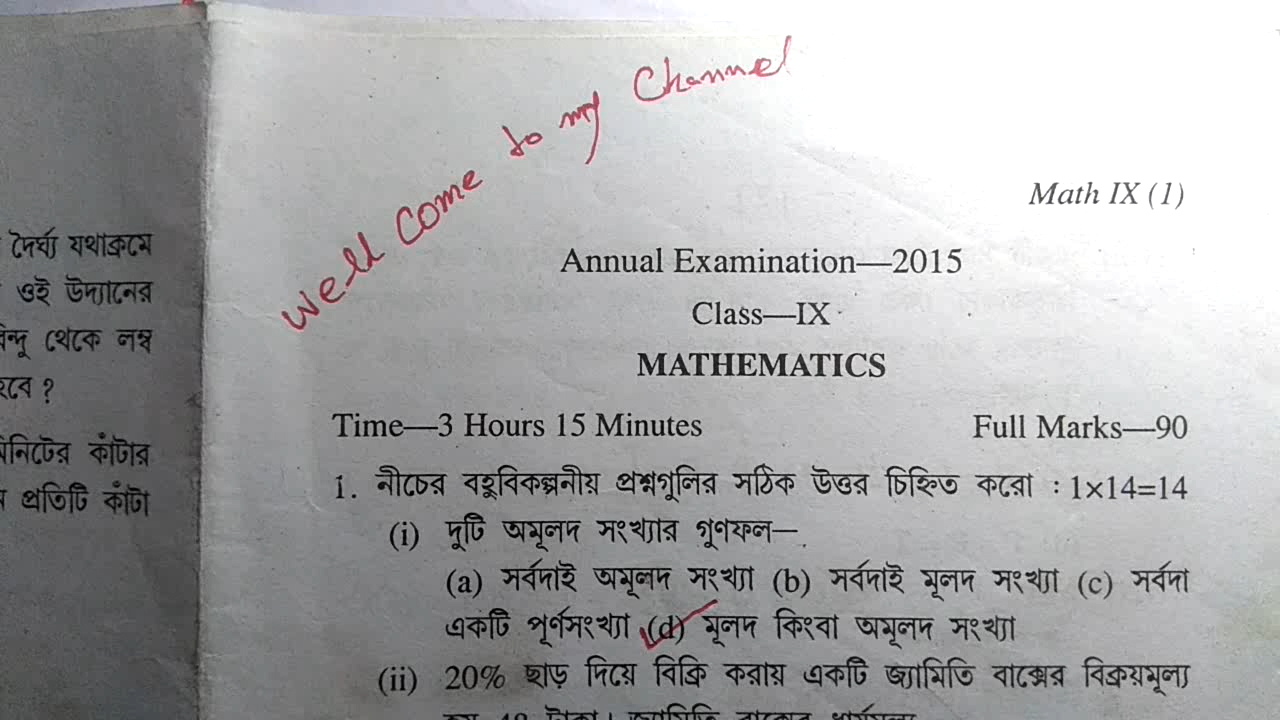 Well come to my Channel
Math IX (1)
Annual Examination—2015
Class—IX
MATHEMATICS
Time—3 Hours 15 Minutes Full Marks—90
1. নীচের বহুবিকল্পনীয় প্রশ্নগুলির সঠিক উত্তর চিহ্নিত করো : 1×14=14
(i) দুটি অমূলদ সংখ্যার গুণফল—
(a) সর্বদাই অমূলদ সংখ্যা (b) সর্বদাই মূলদ সংখ্যা (c) সর্বদা
একটি পূর্ণসংখ্যা (d) মূলদ কিংবা অমূলদ সংখ্যা
(ii) 20% ছাড় দিয়ে বিক্রি করায় একটি জ্যামিতি বাক্সের বিক্রয়মূল্য
দৈর্ঘ্য যথাক্রমে
ওই উদ্যানের
থেকে লম্ব
?
কাঁটার
প্রতিটি কাঁটা